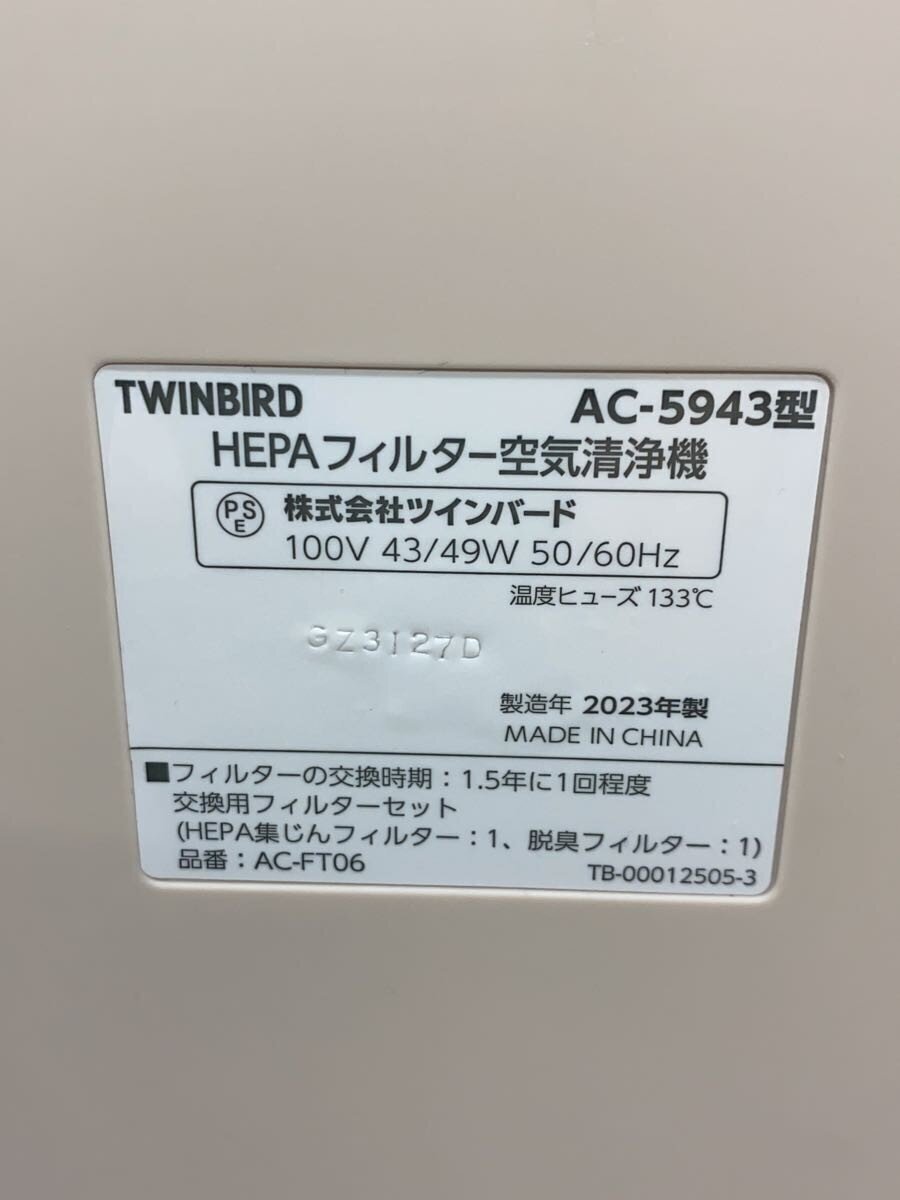 TWINBIRD AC-5943型
HEPAフィルター空気清浄機
PSE 株式会社ツインバード
100V 43/49W 50/60Hz
温度ヒューズ 133℃
GZ3127D
製造年 2023年製
MADE IN CHINA
■フィルターの交換時期：1.5年に1回程度
交換用フィルターセット
(HEPA集じんフィルター：1、脱臭フィルター：1)
品番：AC-FT06 TB-00012505-3